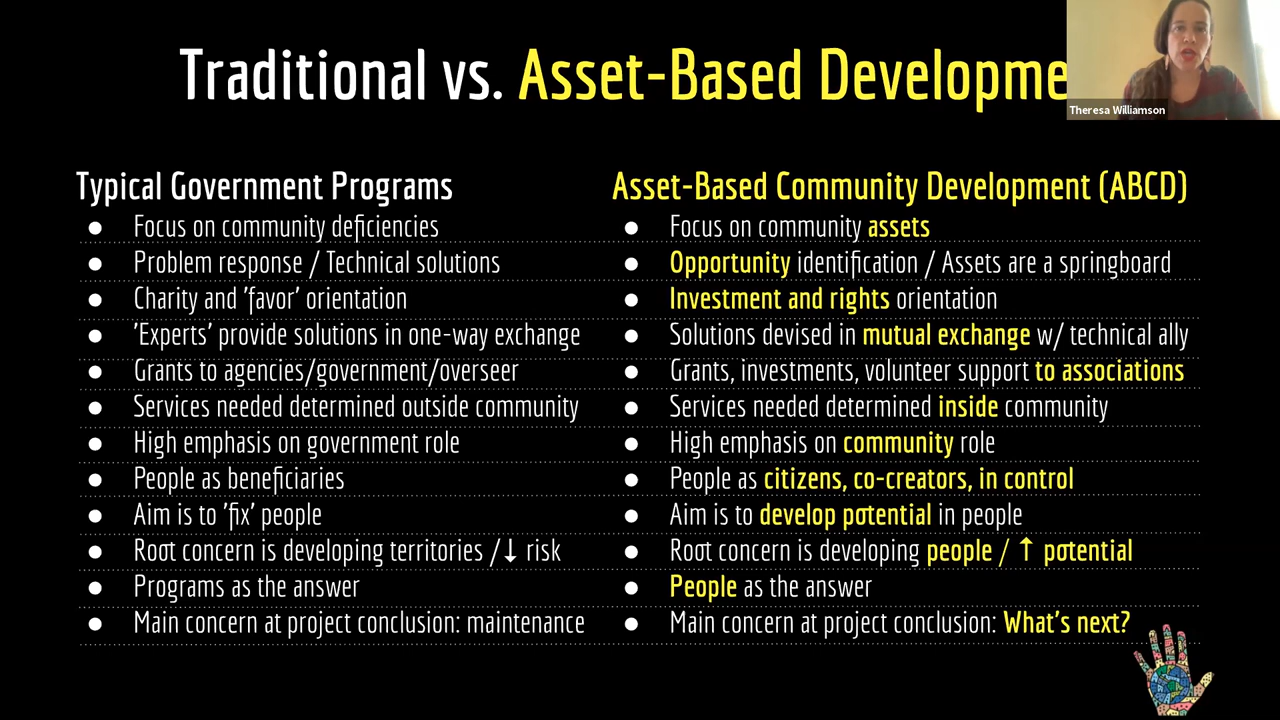 Traditional vs. Asset-Based Developme
Theresa Williamson
Typical Government Programs
● Focus on community deficiencies
● Problem response / Technical solutions
● Charity and 'favor' orientation
● 'Experts' provide solutions in one-way exchange
● Grants to agencies/government/overseer
● Services needed determined outside community
● High emphasis on government role
● People as beneficiaries
● Aim is to 'fix' people
● Root concern is developing territories /↓ risk
● Programs as the answer
● Main concern at project conclusion: maintenance
Asset-Based Community Development (ABCD)
● Focus on community assets
● Opportunity identification / Assets are a springboard
● Investment and rights orientation
● Solutions devised in mutual exchange w/ technical ally
● Grants, investments, volunteer support to associations
● Services needed determined inside community
● High emphasis on community role
● People as citizens, co-creators, in control
● Aim is to develop potential in people
● Root concern is developing people / ↑ potential
● People as the answer
● Main concern at project conclusion: What's next?